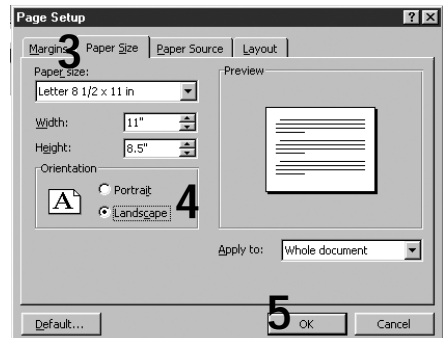 Page Setup
Margins 3 Paper Size Paper Source Layout
Paper size:
Letter 8 1/2 x 11 in
Width: 11"
Height: 8.5"
Orientation
A
Portrait
Landscape 4
Preview
Apply to: Whole document
Default... 5 OK Cancel